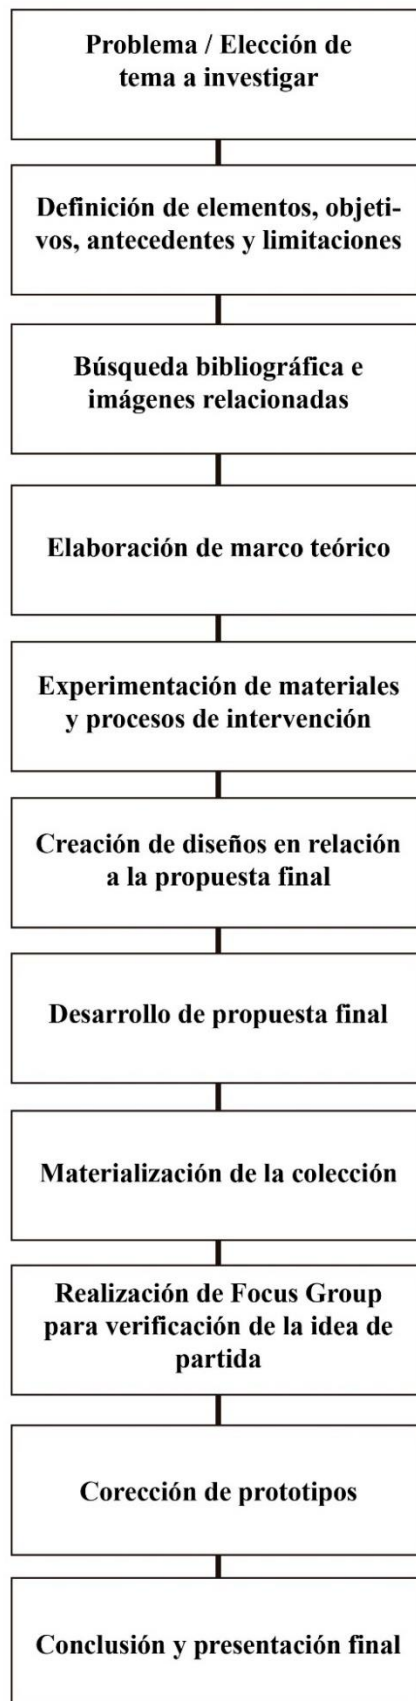 Problema / Elección de
tema a investigar
Definición de elementos, objeti-
vos, antecedentes y limitaciones
Búsqueda bibliográfica e
imágenes relacionadas
Elaboración de marco teórico
Experimentación de materiales
y procesos de intervención
Creación de diseños en relación
a la propuesta final
Desarrollo de propuesta final
Materialización de la colección
Realización de Focus Group
para verificación de la idea de
partida
Corección de prototipos
Conclusión y presentación final